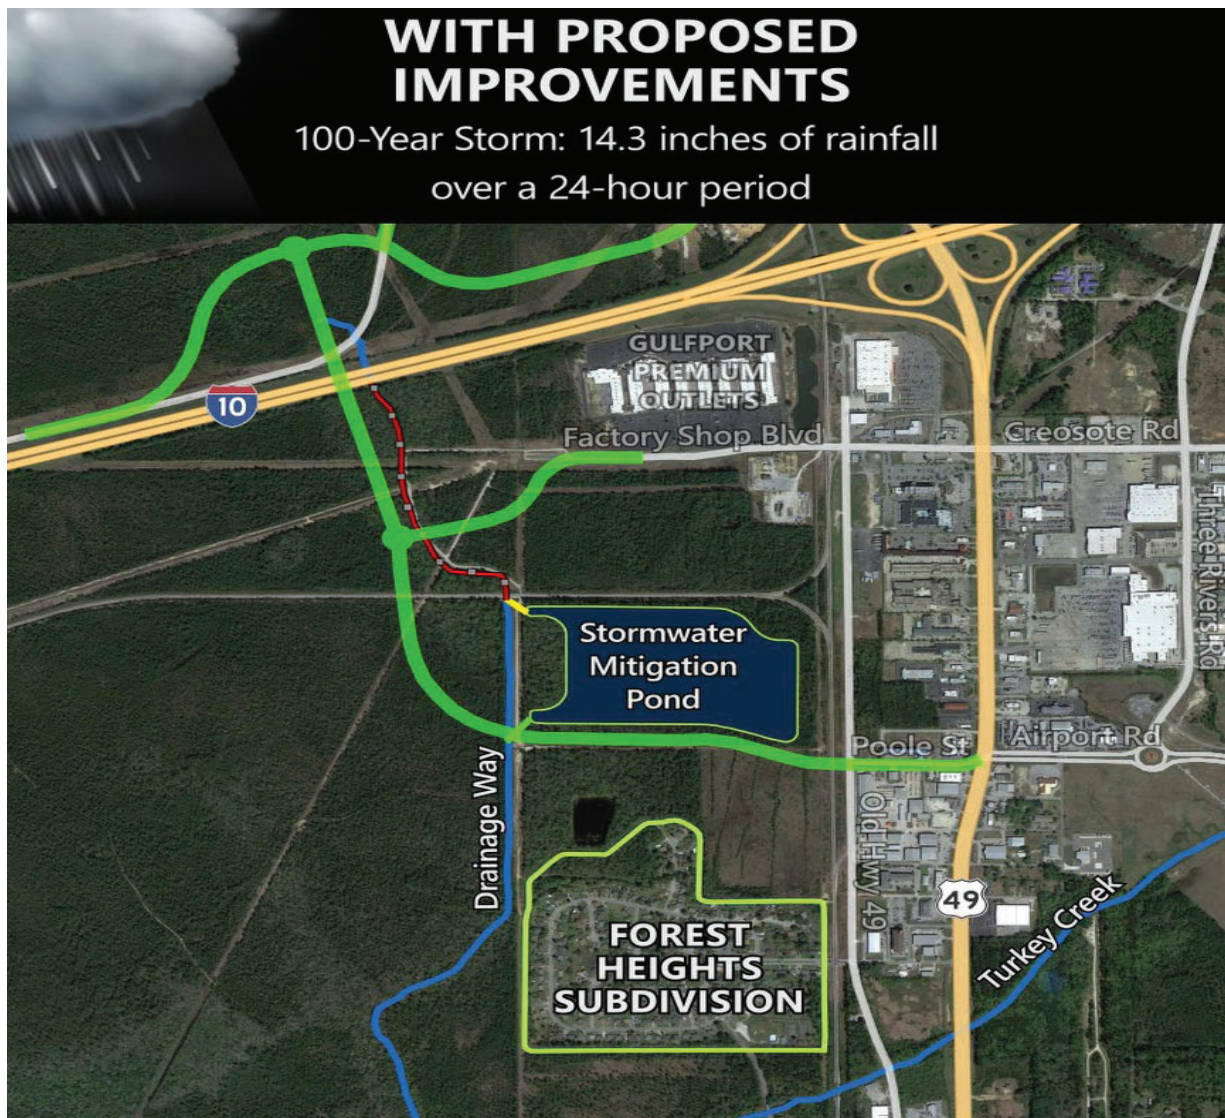 WITH PROPOSED
IMPROVEMENTS
100-Year Storm: 14.3 inches of rainfall
over a 24-hour period
GULFPORT
PREMIUM
OUTLETS
10
Factory Shop Blvd
Creosote Rd
Three Rivers Rd
Stormwater
Mitigation
Pond
Poole St
Airport Rd
Drainage Way
Old Hwy 49
49
Turkey Creek
FOREST
HEIGHTS
SUBDIVISION